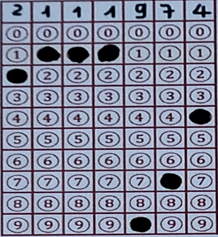 2 1 1 1 9 7 4
0 0 0 0 0 0 0
1 1 1 1
2 2 2 2 2 2
3 3 3 3 3 3 3
4 4 4 4 4 4
5 5 5 5 5 5 5
6 6 6 6 6 6 6
7 7 7 7 7 7
8 8 8 8 8 8 8
9 9 9 9 9 9